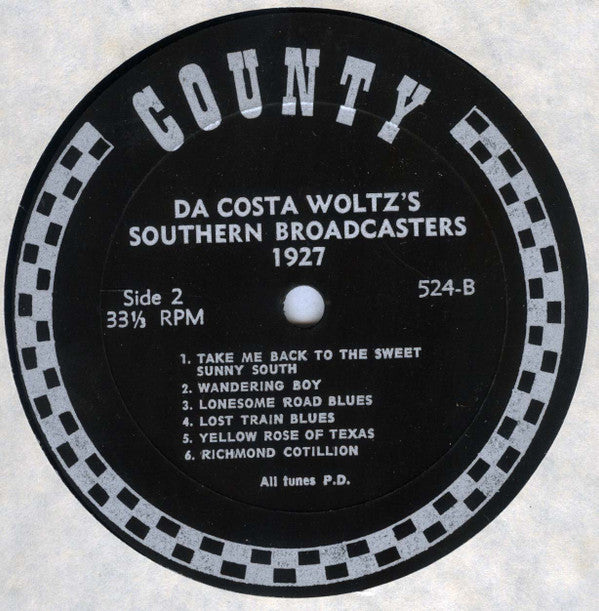 COUNTY
DA COSTA WOLTZ'S
SOUTHERN BROADCASTERS
1927
Side 2
33⅓ RPM
524-B
1. TAKE ME BACK TO THE SWEET
SUNNY SOUTH
2. WANDERING BOY
3. LONESOME ROAD BLUES
4. LOST TRAIN BLUES
5. YELLOW ROSE OF TEXAS
6. RICHMOND COTILLION
All tunes P.D.